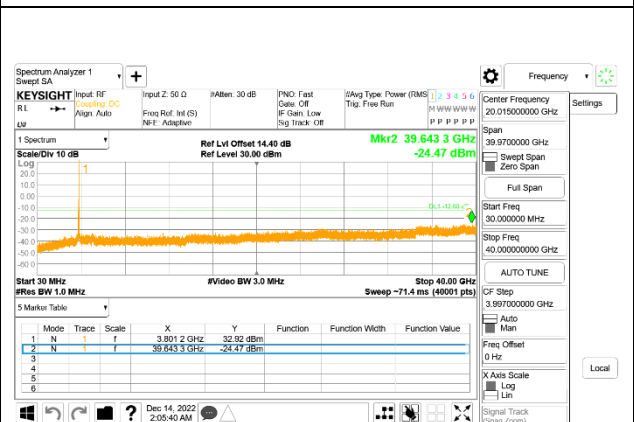 Spectrum Analyzer 1
Swept SA
+
Frequency
KEYSIGHT
Input: RF
Coupling: DC
Align: Auto
Input Z: 50 Ω
Freq Ref: Int (S)
NFE: Adaptive
#Atten: 30 dB
PNO: Fast
Gate: Off
IF Gain: Low
Sig Track: Off
#Avg Type: Power (RMS
Trig: Free Run
1 2 3 4 5 6
M W W W W W
P P P P P P
RL
1 Spectrum
Scale/Div 10 dB
Log
Ref Lvl Offset 14.40 dB
Ref Level 30.00 dBm
Mkr2 39.643 3 GHz
-24.47 dBm
20.0
10.0
0.00
-10.0
-20.0
-30.0
-40.0
-50.0
-60.0
1
Start 30 MHz
#Res BW 1.0 MHz
#Video BW 3.0 MHz
Stop 40.00 GHz
Sweep ~71.4 ms (40001 pts)
5 Marker Table
Mode Trace Scale X Y Function Function Width Function Value
1 N 1 f 3.801 2 GHz 32.92 dBm
2 N 1 f 39.643 3 GHz -24.47 dBm
3
4
5
6
Dec 14, 2022
2:05:40 AM
Center Frequency
20.015000000 GHz
Settings
Span
39.9700000 GHz
Swept Span
Zero Span
Full Span
Start Freq
30.000000 MHz
Stop Freq
40.000000000 GHz
AUTO TUNE
CF Step
3.997000000 GHz
Auto
Man
Freq Offset
0 Hz
X Axis Scale
Log
Lin
Local
Signal Track
(Span Zoom)